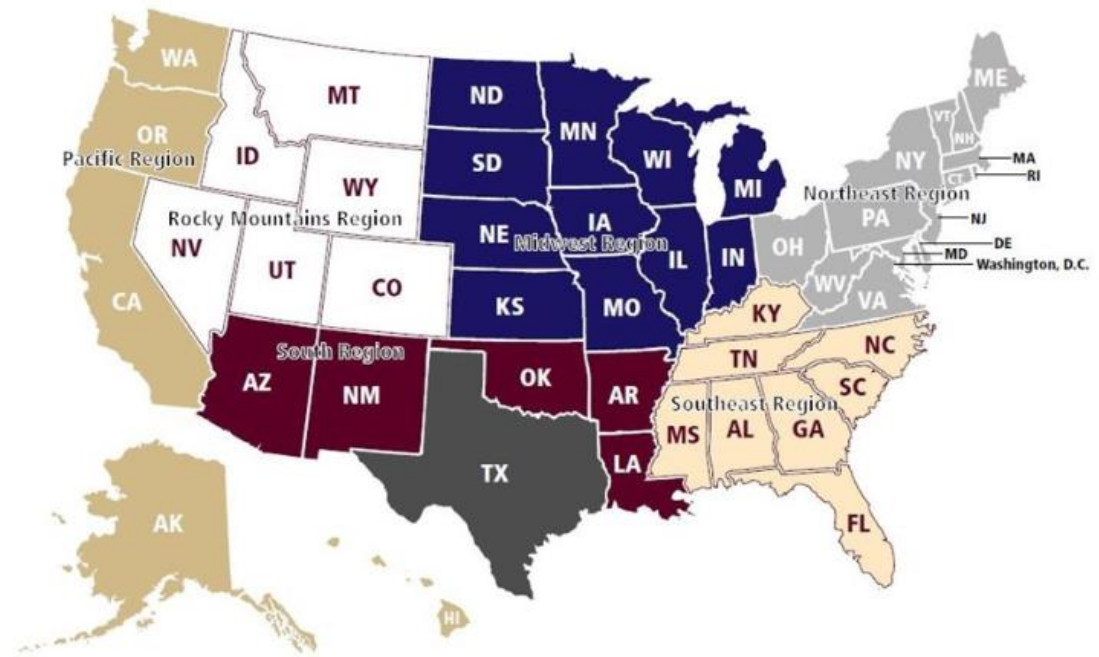 WA
ME
MT
ND
VT
MN
OR
NH
Pacific Region
ID
SD
WI
NY
MA
RI
CT
MI
WY
Northeast Region
Rocky Mountains Region
PA
NJ
NE
IA
Midwest Region
NV
OH
DE
IN
MD
IL
Washington, D.C.
UT
CO
WV
CA
VA
KS
MO
KY
NC
South Region
TN
AZ
OK
SC
NM
AR
Southeast Region
MS
AL
GA
LA
TX
AK
FL
HI